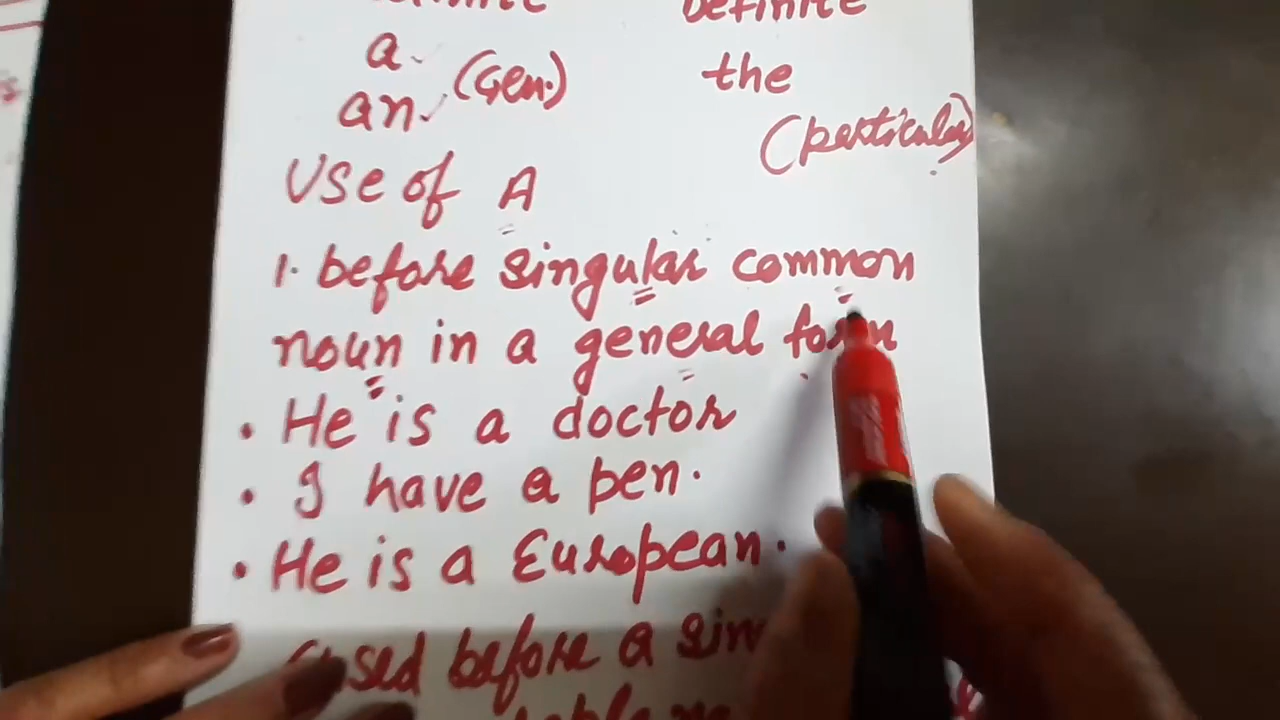 Definite
a (Gen.) the
an
(particular)
Use of A
1. before singular common
noun in a general form
• He is a doctor
• I have a pen.
• He is a European.
used before a